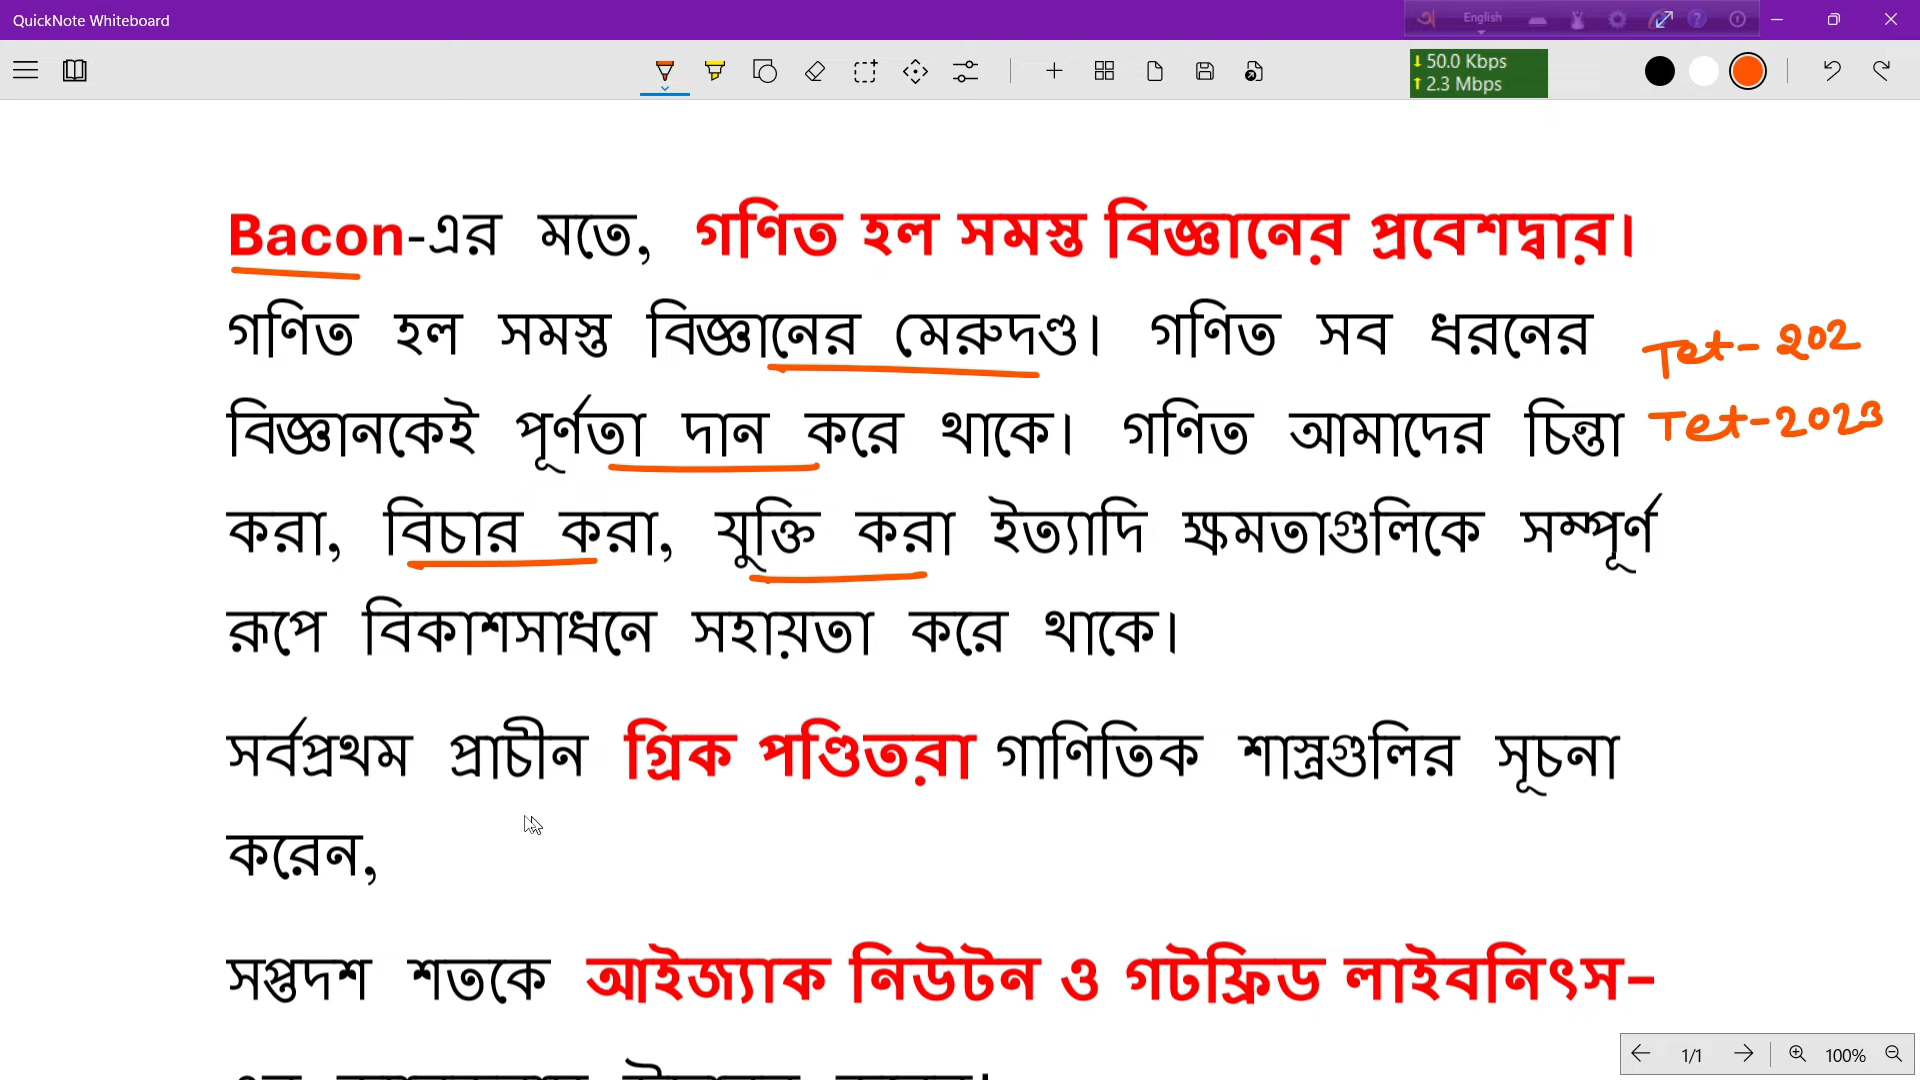 QuickNote Whiteboard
English
50.0 Kbps
2.3 Mbps
Bacon-এর মতে, গণিত হল সমস্ত বিজ্ঞানের প্রবেশদ্বার।
গণিত হল সমস্ত বিজ্ঞানের মেরুদণ্ড। গণিত সব ধরনের
Tet- 202
বিজ্ঞানকেই পূর্ণতা দান করে থাকে। গণিত আমাদের চিন্তা
Tet-2023
করা, বিচার করা, যুক্তি করা ইত্যাদি ক্ষমতাগুলিকে সম্পূর্ণ
রূপে বিকাশসাধনে সহায়তা করে থাকে।
সর্বপ্রথম প্রাচীন গ্রিক পণ্ডিতরা গাণিতিক শাস্ত্রগুলির সূচনা
করেন,
সপ্তদশ শতকে আইজ্যাক নিউটন ও গটফ্রিড লাইবনিৎস-
1/1
100%